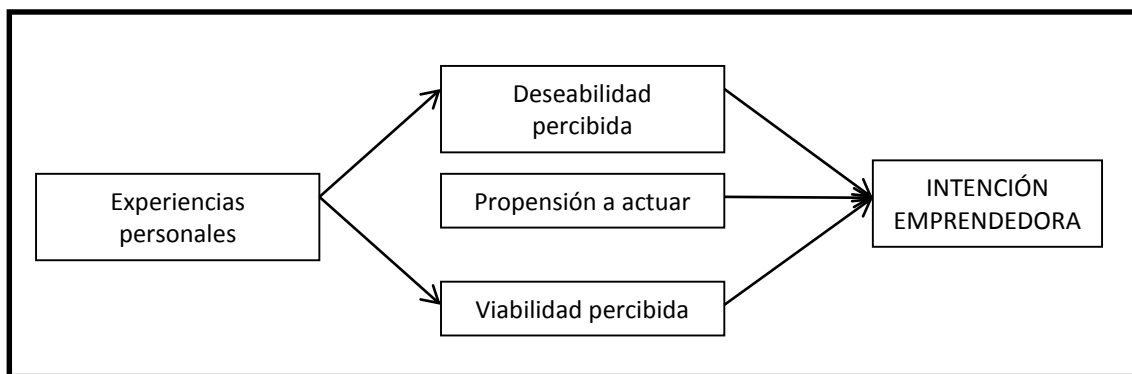 Experiencias
personales
Deseabilidad
percibida
Propensión a actuar
Viabilidad percibida
INTENCIÓN
EMPRENDEDORA